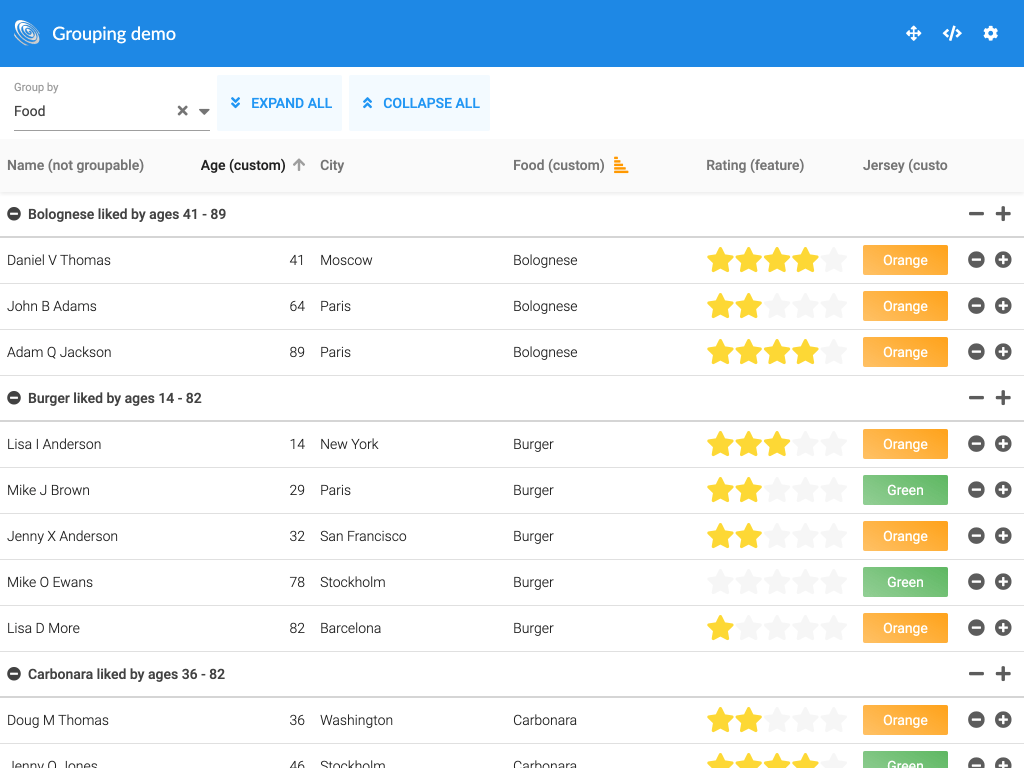 Grouping demo
Group by
Food
EXPAND ALL
COLLAPSE ALL
Name (not groupable) Age (custom) City Food (custom) Rating (feature) Jersey (custo
Bolognese liked by ages 41 - 89
Daniel V Thomas 41 Moscow Bolognese Orange
John B Adams 64 Paris Bolognese Orange
Adam Q Jackson 89 Paris Bolognese Orange
Burger liked by ages 14 - 82
Lisa I Anderson 14 New York Burger Orange
Mike J Brown 29 Paris Burger Green
Jenny X Anderson 32 San Francisco Burger Orange
Mike O Ewans 78 Stockholm Burger Green
Lisa D More 82 Barcelona Burger Orange
Carbonara liked by ages 36 - 82
Doug M Thomas 36 Washington Carbonara Orange
Jenny Q Jones 46 Stockholm Carbonara Green